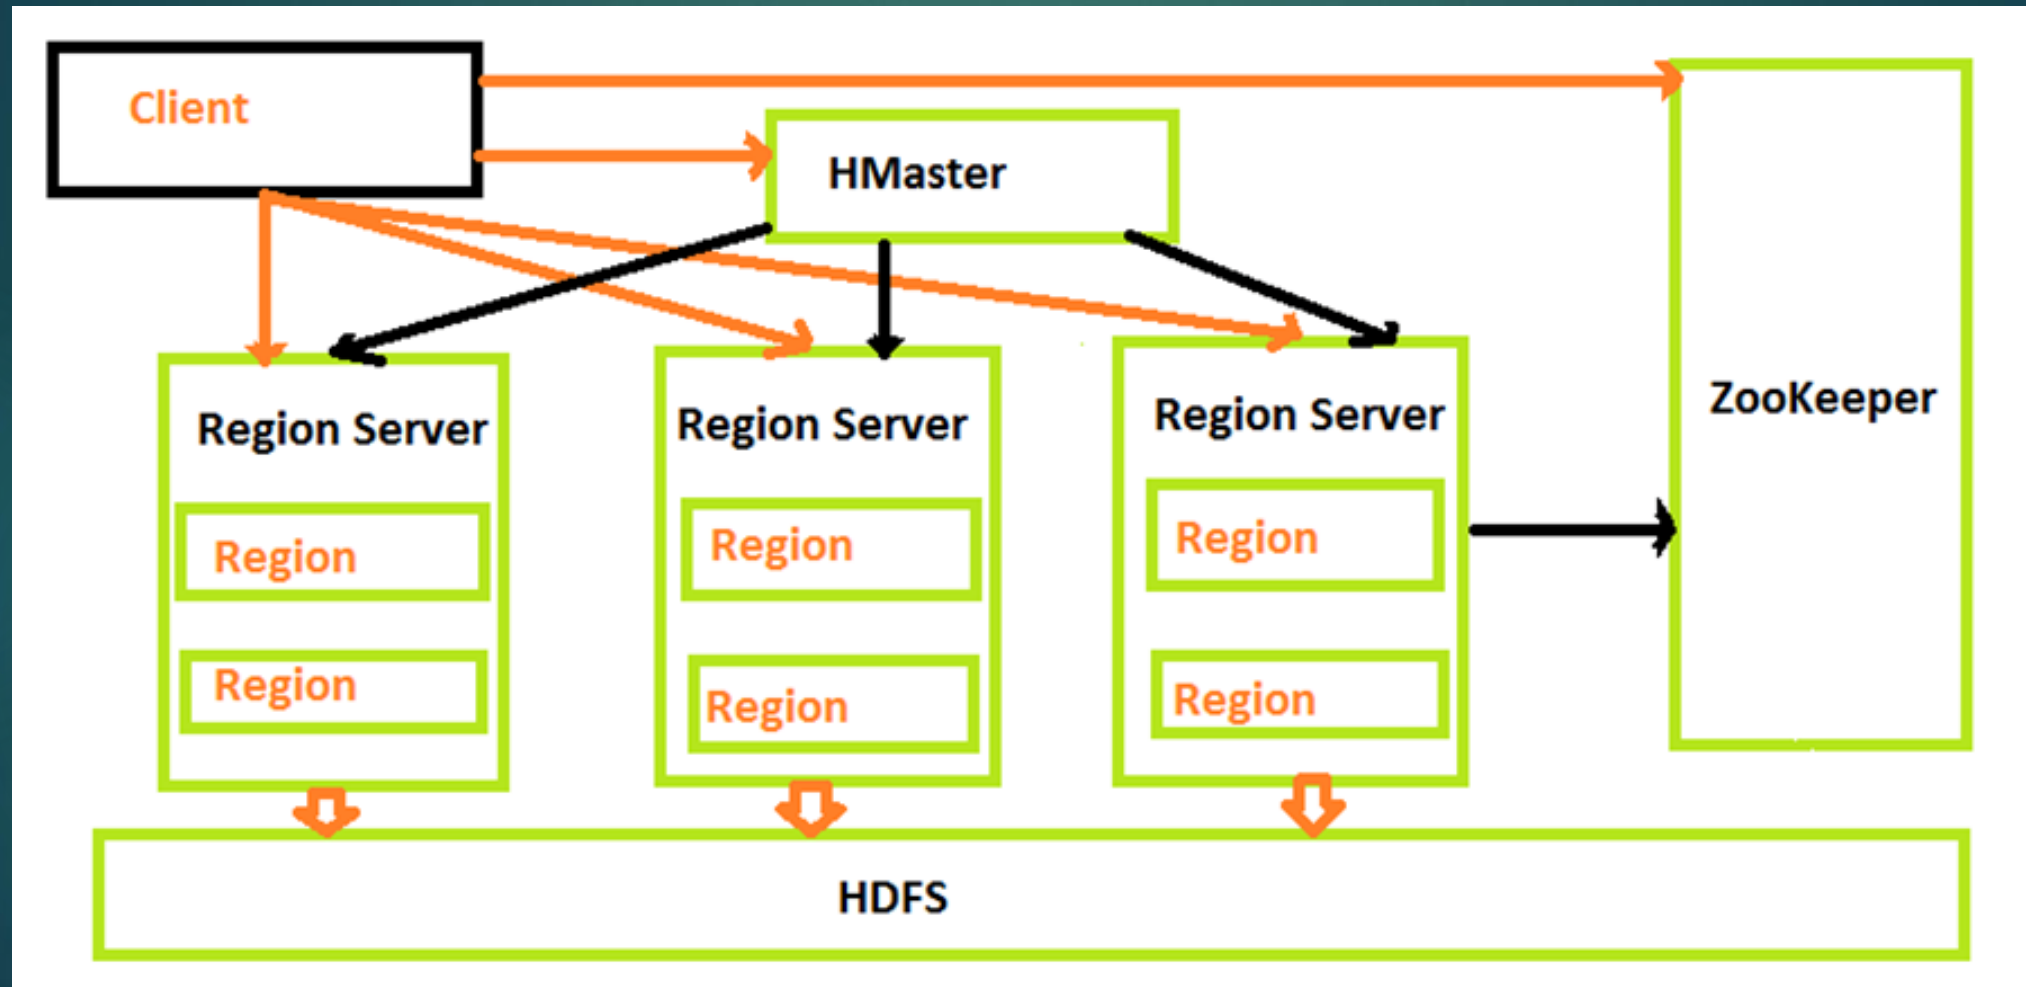 Client
HMaster
ZooKeeper
Region Server
Region
Region
Region Server
Region
Region
Region Server
Region
Region
HDFS